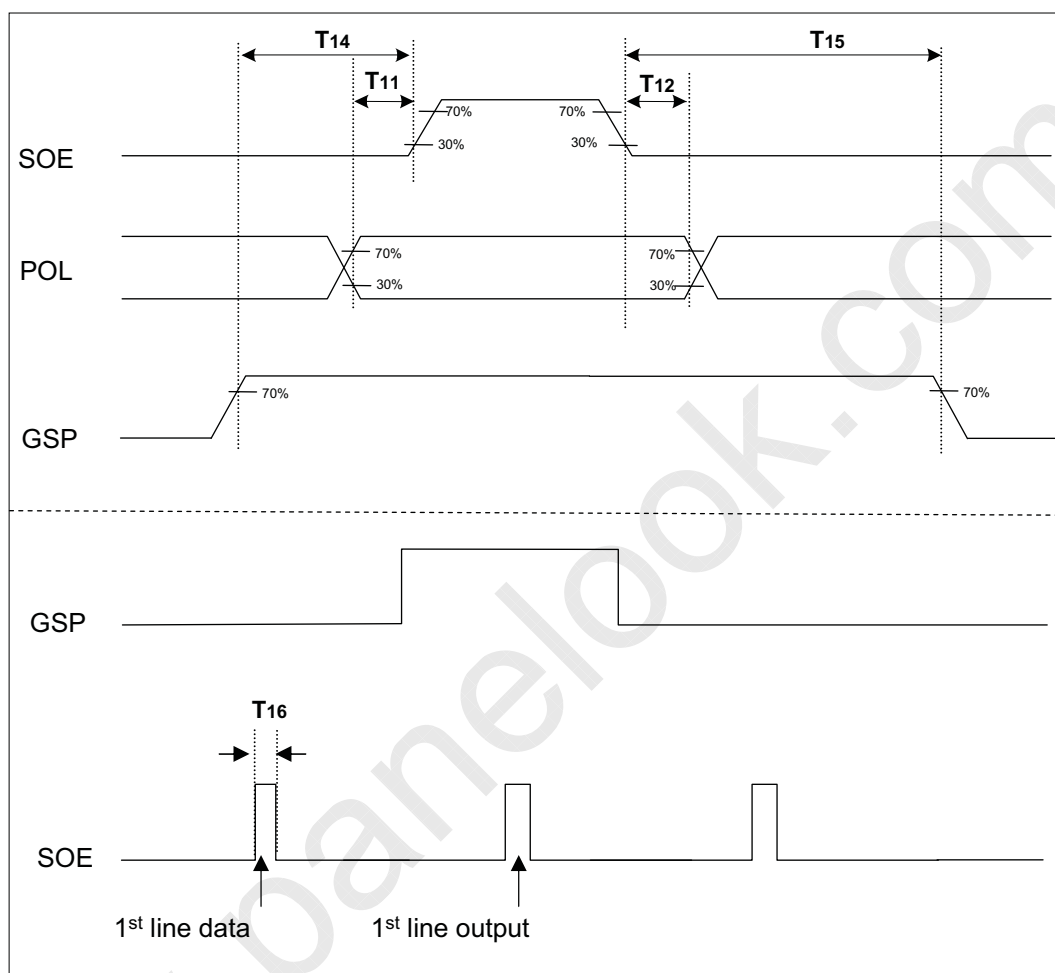 T14
T15
T11
T12
70%
70%
SOE
30%
30%
POL
70%
70%
30%
30%
70%
70%
GSP
GSP
T16
SOE
1st line data
1st line output
panelook.com